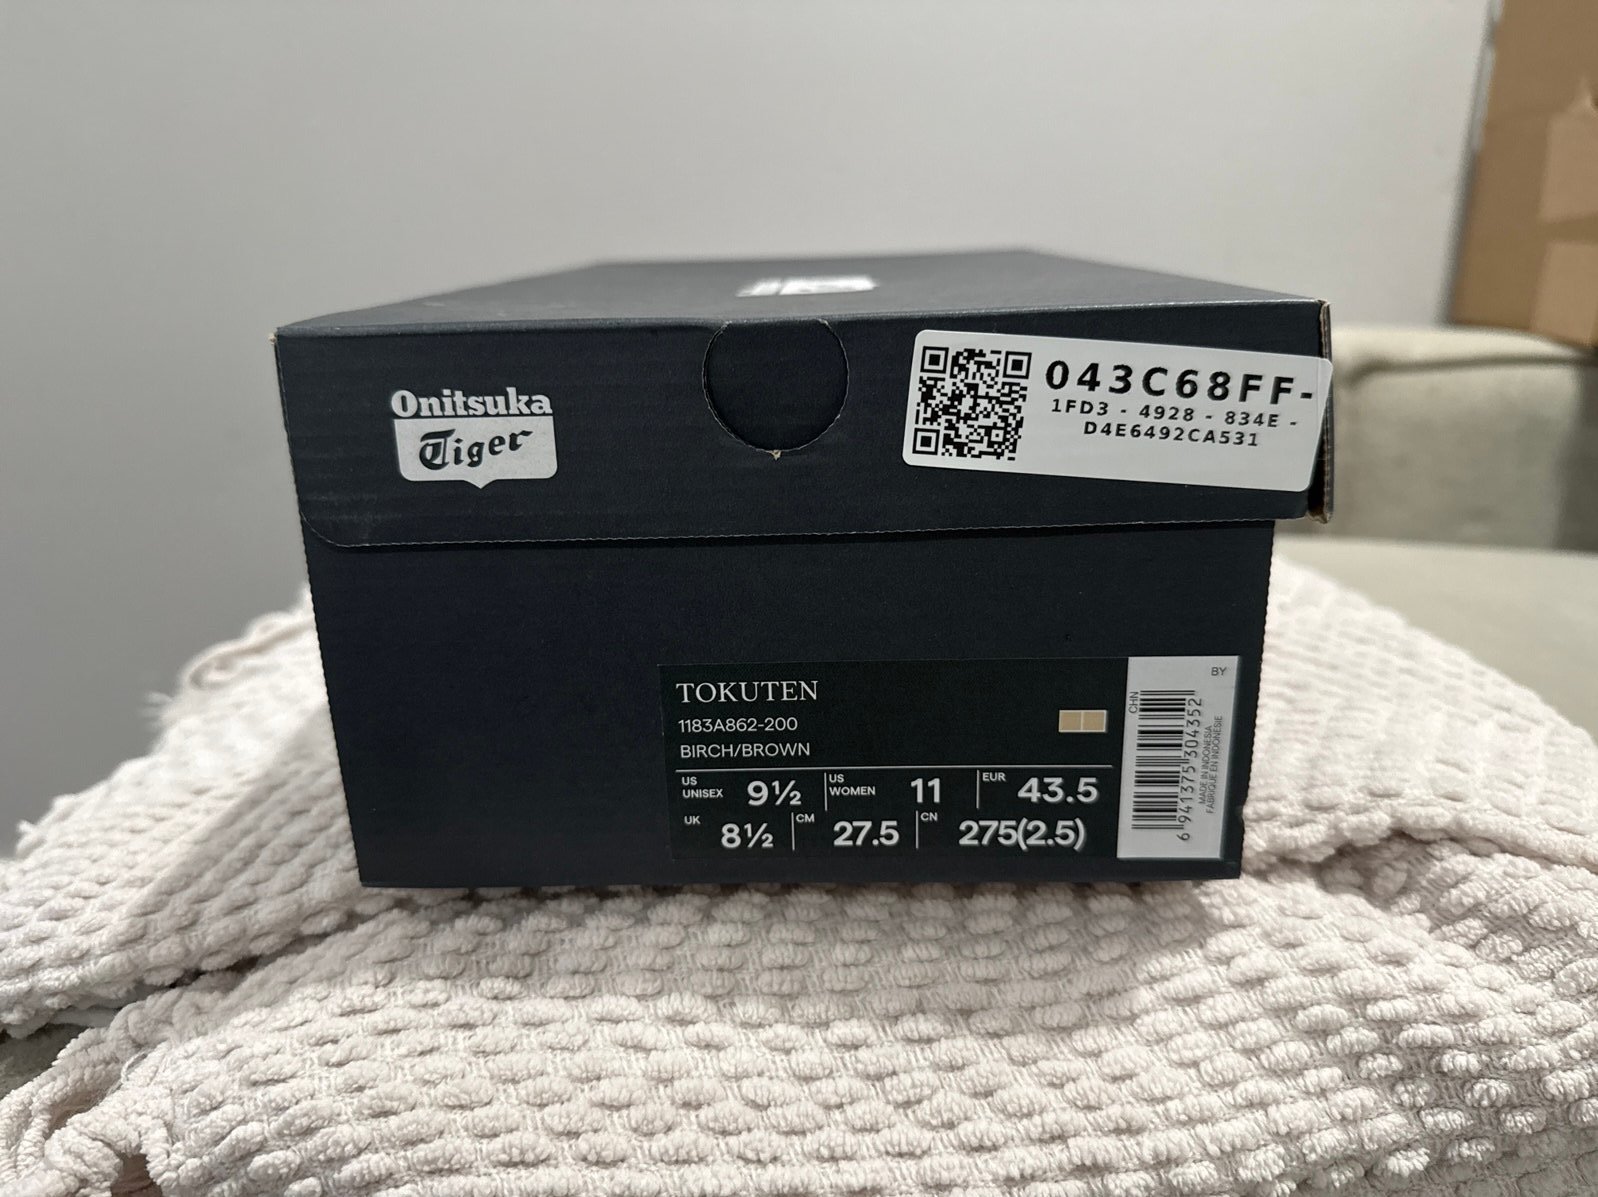 Onitsuka
Tiger
043C68FF-
1FD3 - 4928 - 834E -
D4E6492CA531
TOKUTEN
1183A862-200
BIRCH/BROWN
US
UNISEX
9½
US
WOMEN
11
EUR
43.5
UK
8½
CM
27.5
CN
275(2.5)
BY
CHN
6 941375 304352
MADE IN INDONESIA
FABRIQUE EN INDONESIE